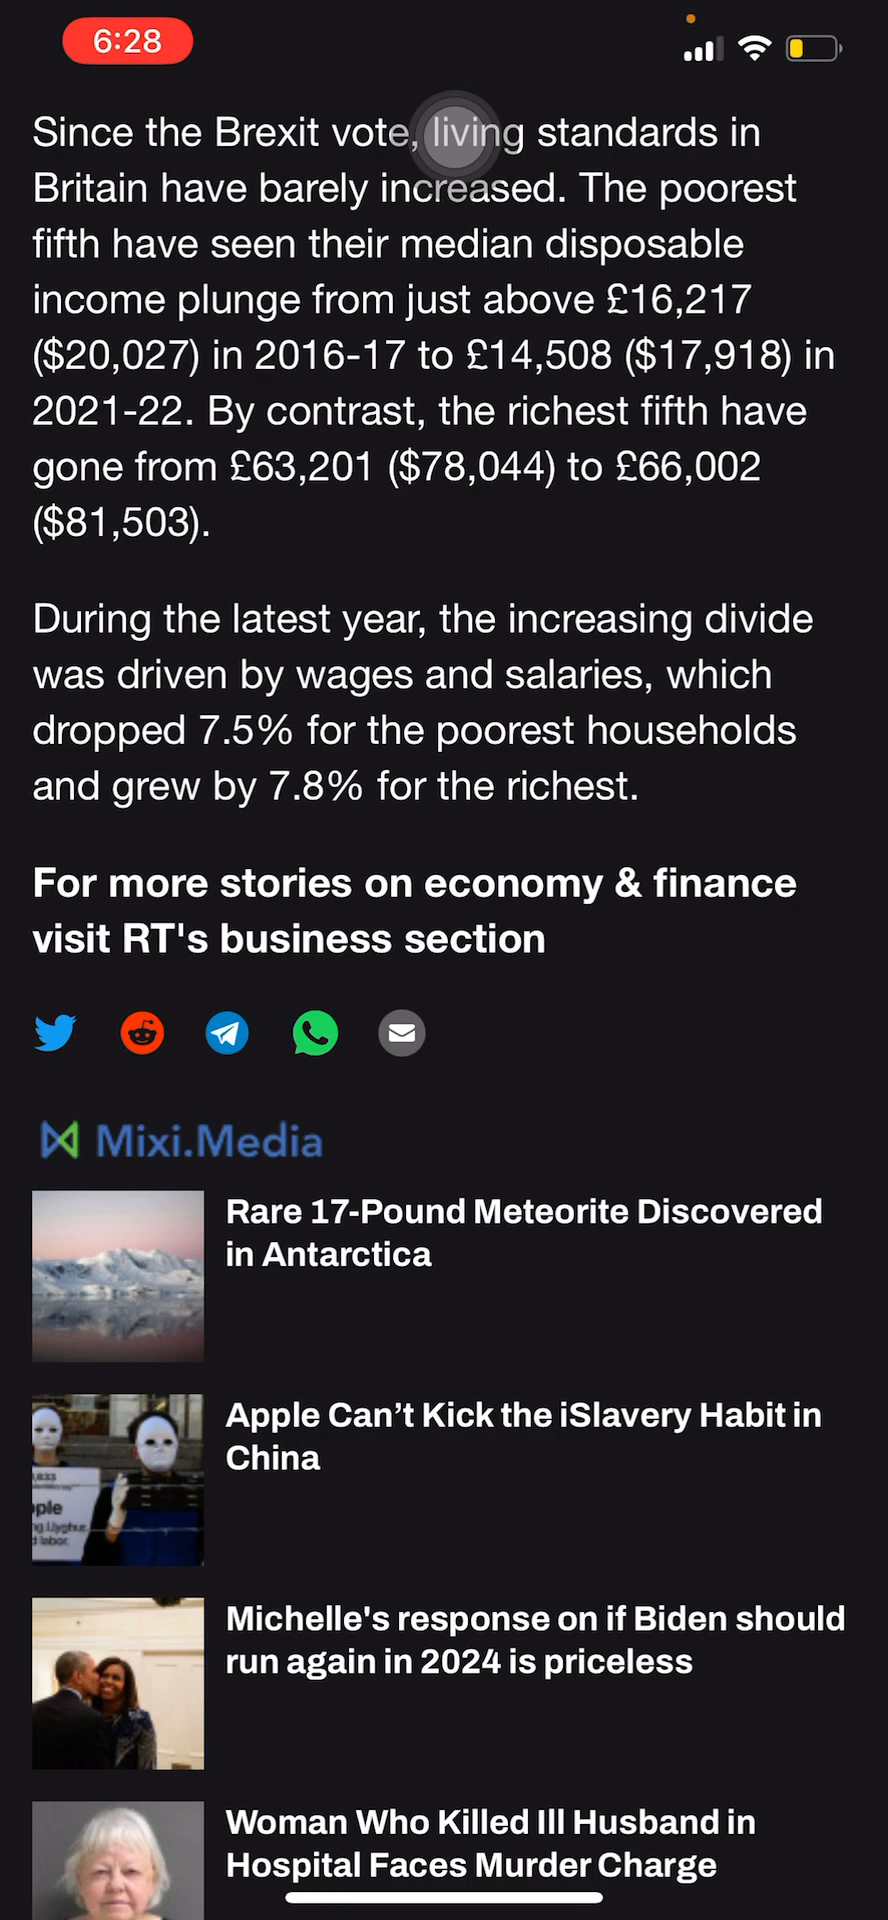 6:28
Since the Brexit vote, living standards in
Britain have barely increased. The poorest
fifth have seen their median disposable
income plunge from just above £16,217
($20,027) in 2016-17 to £14,508 ($17,918) in
2021-22. By contrast, the richest fifth have
gone from £63,201 ($78,044) to £66,002
($81,503).
During the latest year, the increasing divide
was driven by wages and salaries, which
dropped 7.5% for the poorest households
and grew by 7.8% for the richest.
For more stories on economy & finance
visit RT's business section
Mixi.Media
Rare 17-Pound Meteorite Discovered
in Antarctica
Apple Can’t Kick the iSlavery Habit in
China
ple
Uyghur
labor.
Michelle's response on if Biden should
run again in 2024 is priceless
Woman Who Killed Ill Husband in
Hospital Faces Murder Charge